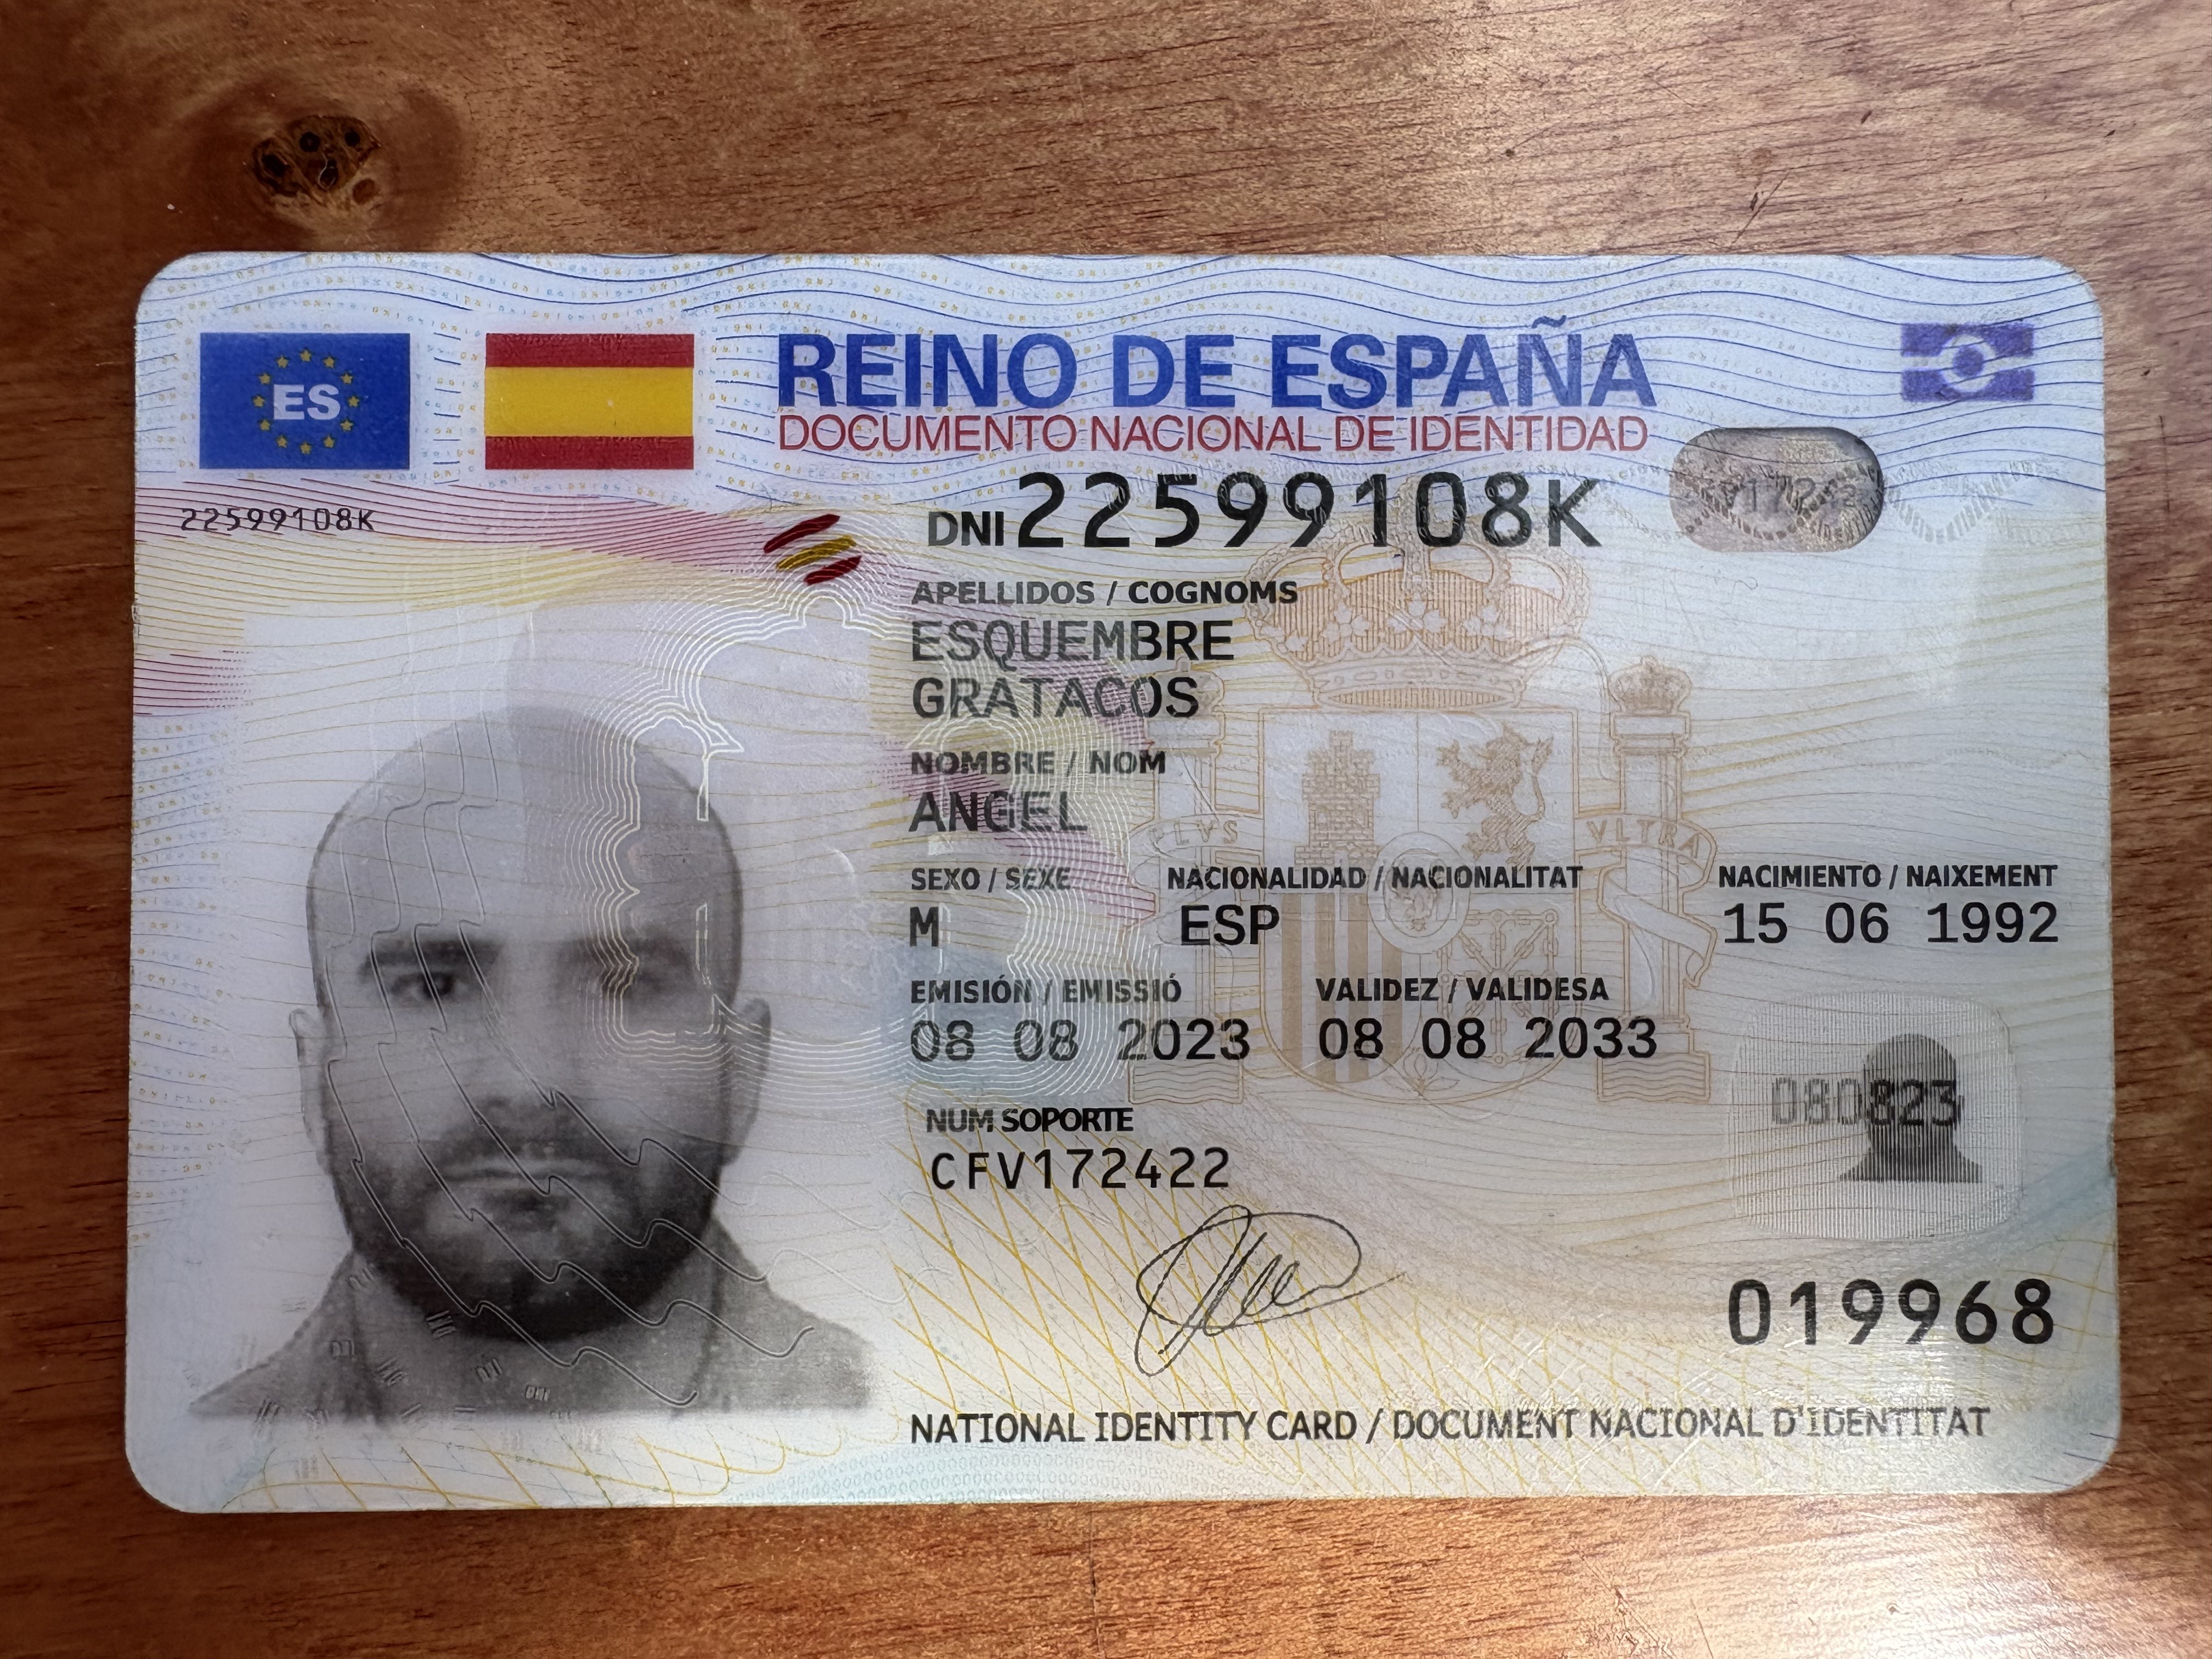 ES
REINO DE ESPAÑA
DOCUMENTO NACIONAL DE IDENTIDAD
22599108K
DNI 22599108K
APELLIDOS / COGNOMS
ESQUEMBRE
GRATACOS
NOMBRE / NOM
ANGEL
SEXO / SEXE NACIONALIDAD / NACIONALITAT NACIMIENTO / NAIXEMENT
M ESP 15 06 1992
EMISIÓN / EMISSIÓ VALIDEZ / VALIDESA
08 08 2023 08 08 2033
NUM SOPORTE
CFV172422
080823
019968
NATIONAL IDENTITY CARD / DOCUMENT NACIONAL D'IDENTITAT